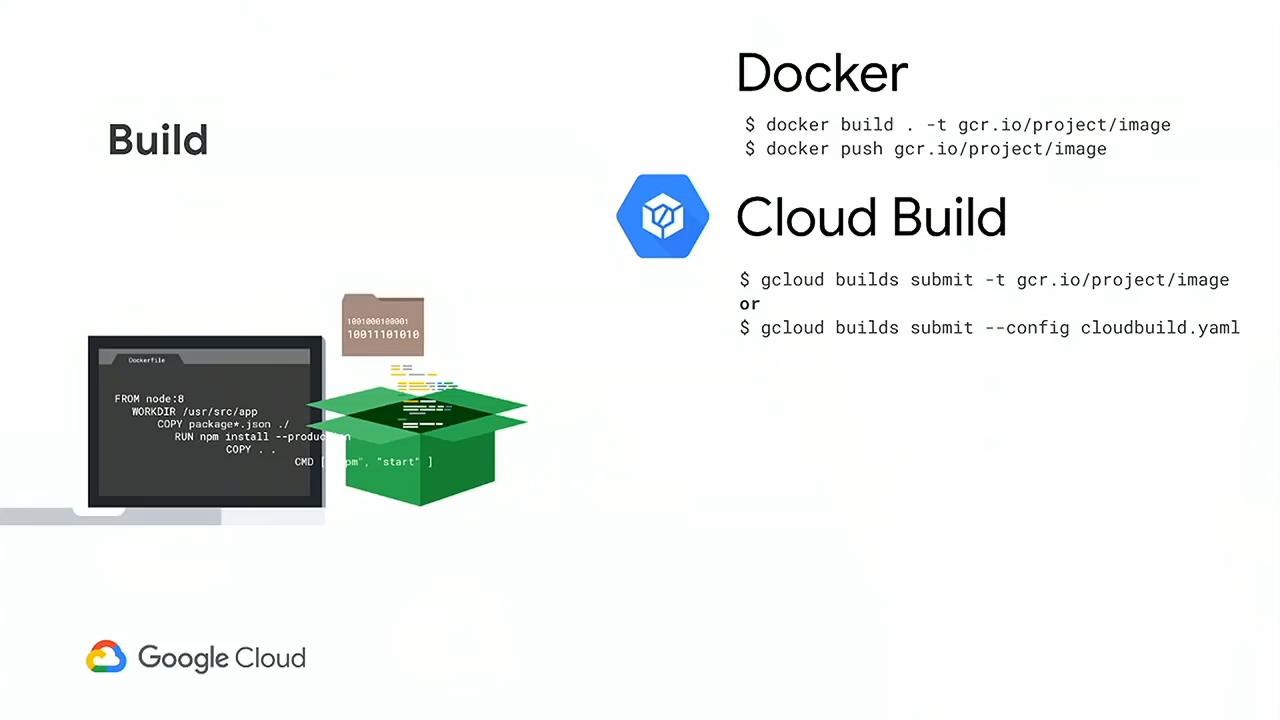 Build
Docker
$ docker build . -t gcr.io/project/image
$ docker push gcr.io/project/image
Cloud Build
$ gcloud builds submit -t gcr.io/project/image
or
$ gcloud builds submit --config cloudbuild.yaml
1001000100001
10011101010
Dockerfile
FROM node:8
WORKDIR /usr/src/app
COPY package*.json ./
RUN npm install
COPY . .
CMD "start" ]
Google Cloud